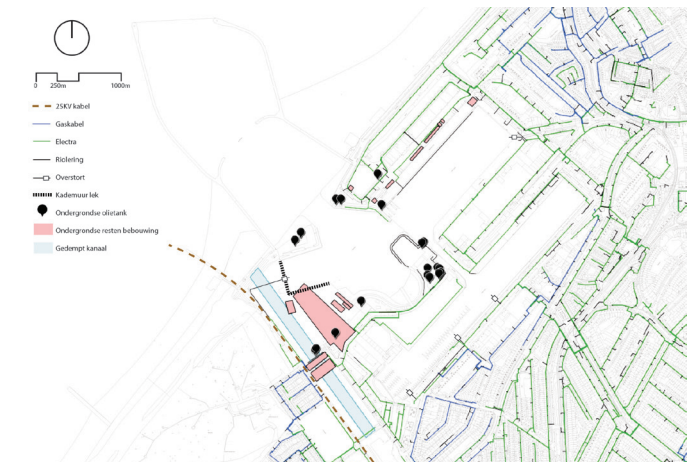 0 250m 1000m
25KV kabel
Gaskabel
Electra
Riolering
Overstort
Kademuur lek
Ondergrondse olietank
Ondergrondse resten bebouwing
Gedempt kanaal